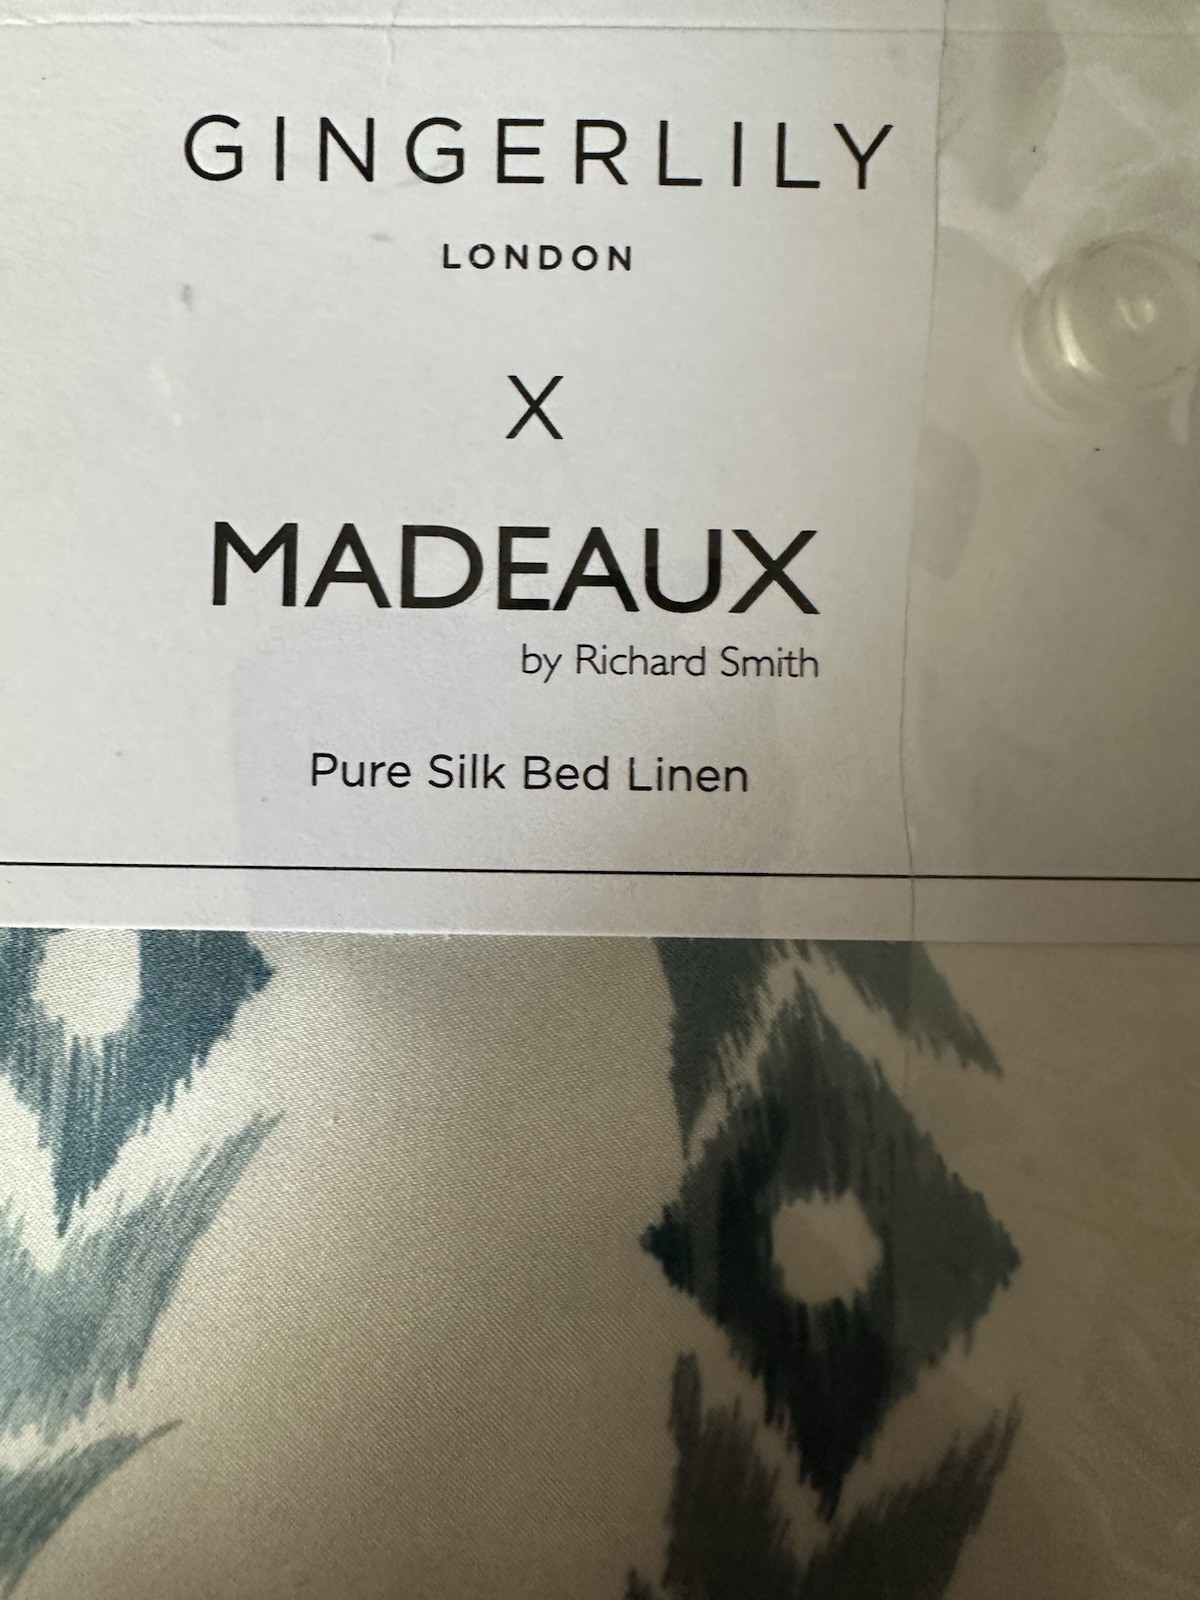 GINGERLILY
LONDON
X
MADEAUX
by Richard Smith
Pure Silk Bed Linen